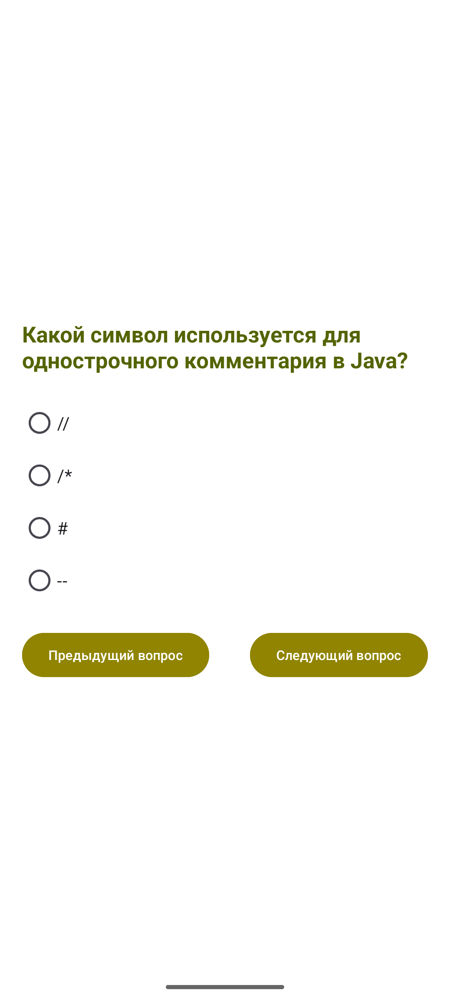 Какой символ используется для
однострочного комментария в Java?
//
/*
#
--
Предыдущий вопрос
Следующий вопрос